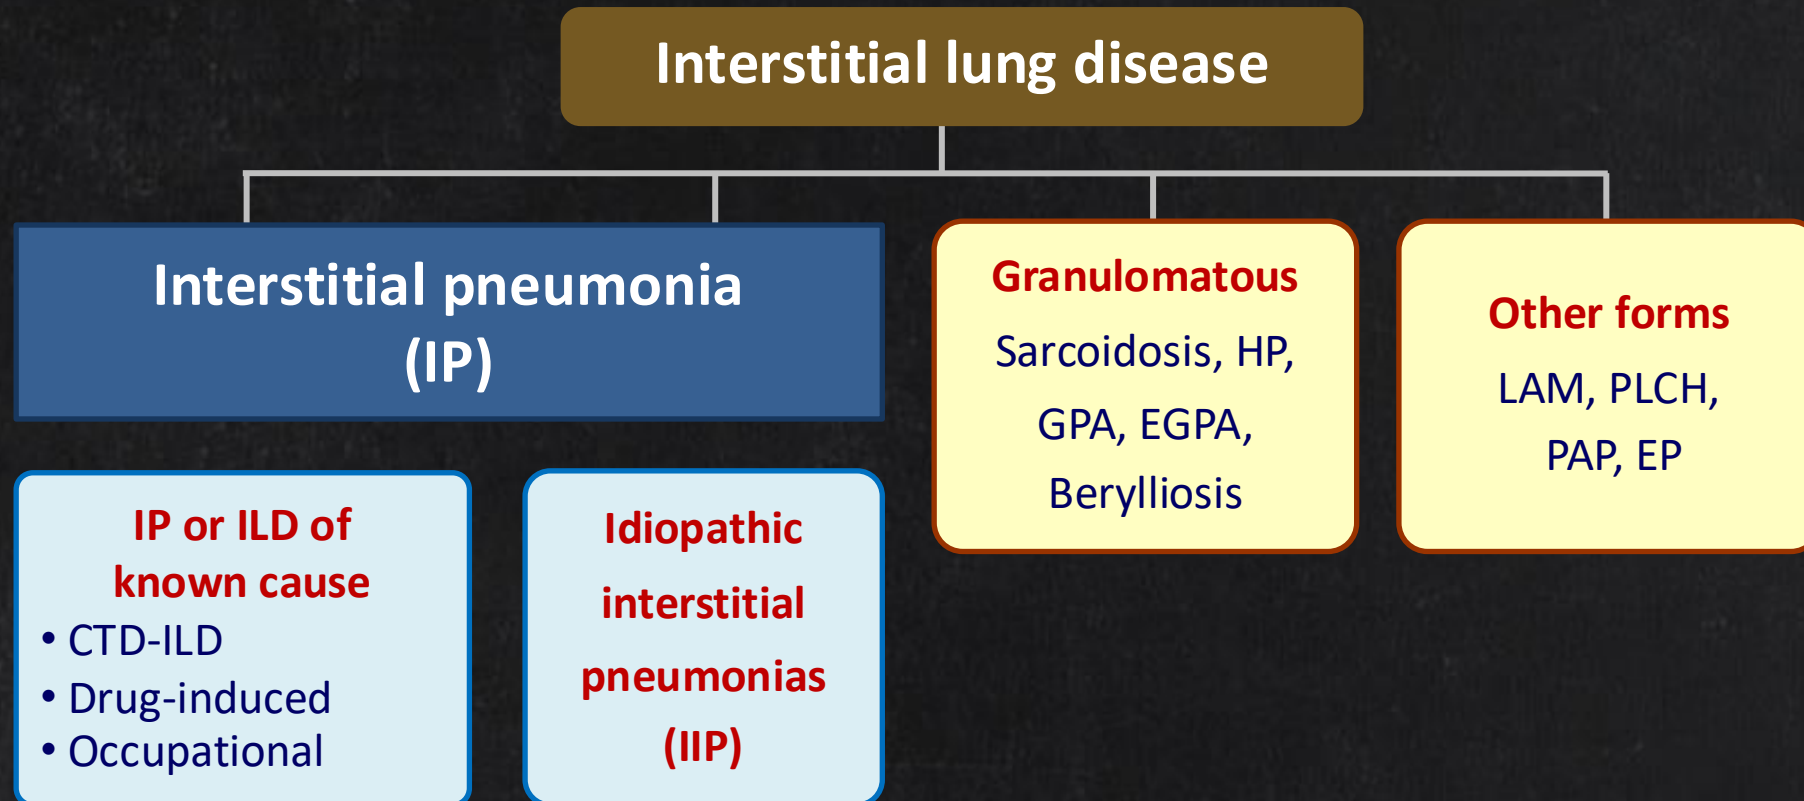 Interstitial lung disease
Interstitial pneumonia
(IP)
IP or ILD of
known cause
• CTD-ILD
• Drug-induced
• Occupational
Idiopathic
interstitial
pneumonias
(IIP)
Granulomatous
Sarcoidosis, HP,
GPA, EGPA,
Berylliosis
Other forms
LAM, PLCH,
PAP, EP